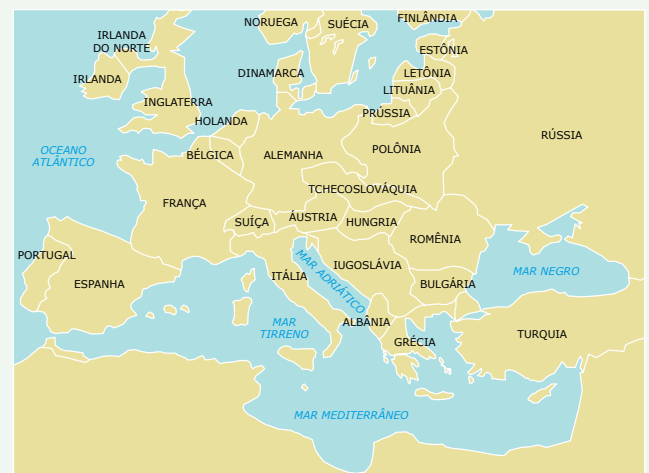 NORUEGA
SUÉCIA
FINLÂNDIA
IRLANDA
DO NORTE
ESTÔNIA
IRLANDA
DINAMARCA
LETÔNIA
LITUÂNIA
INGLATERRA
PRÚSSIA
HOLANDA
RÚSSIA
OCEANO
ATLÂNTICO
BÉLGICA
ALEMANHA
POLÔNIA
TCHECOSLOVÁQUIA
FRANÇA
SUÍÇA
ÁUSTRIA
HUNGRIA
ROMÊNIA
PORTUGAL
ESPANHA
ITÁLIA
MAR ADRIÁTICO
IUGOSLÁVIA
MAR NEGRO
BULGÁRIA
MAR
TIRRENO
ALBÂNIA
GRÉCIA
TURQUIA
MAR MEDITERRÂNEO